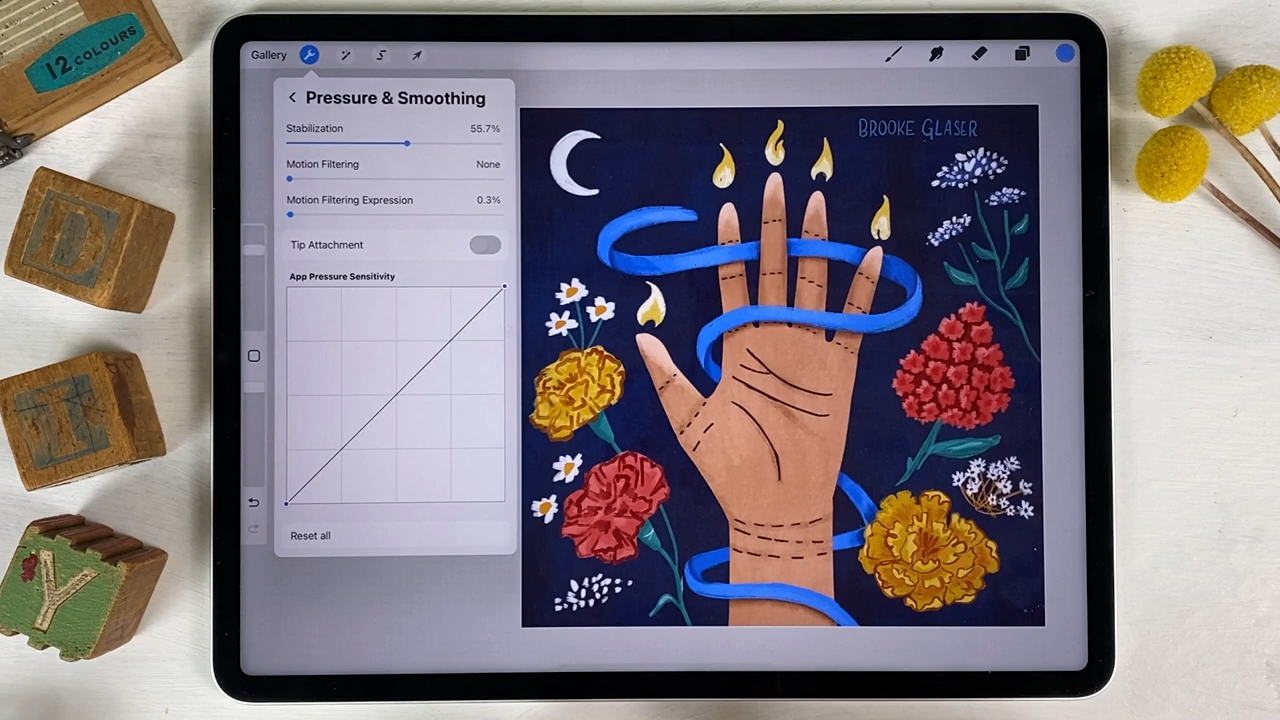 12 COLOURS
D
I
Y
Gallery
Pressure & Smoothing
Stabilization 55.7%
Motion Filtering None
Motion Filtering Expression 0.3%
Tip Attachment
App Pressure Sensitivity
Reset all
BROOKE GLASER